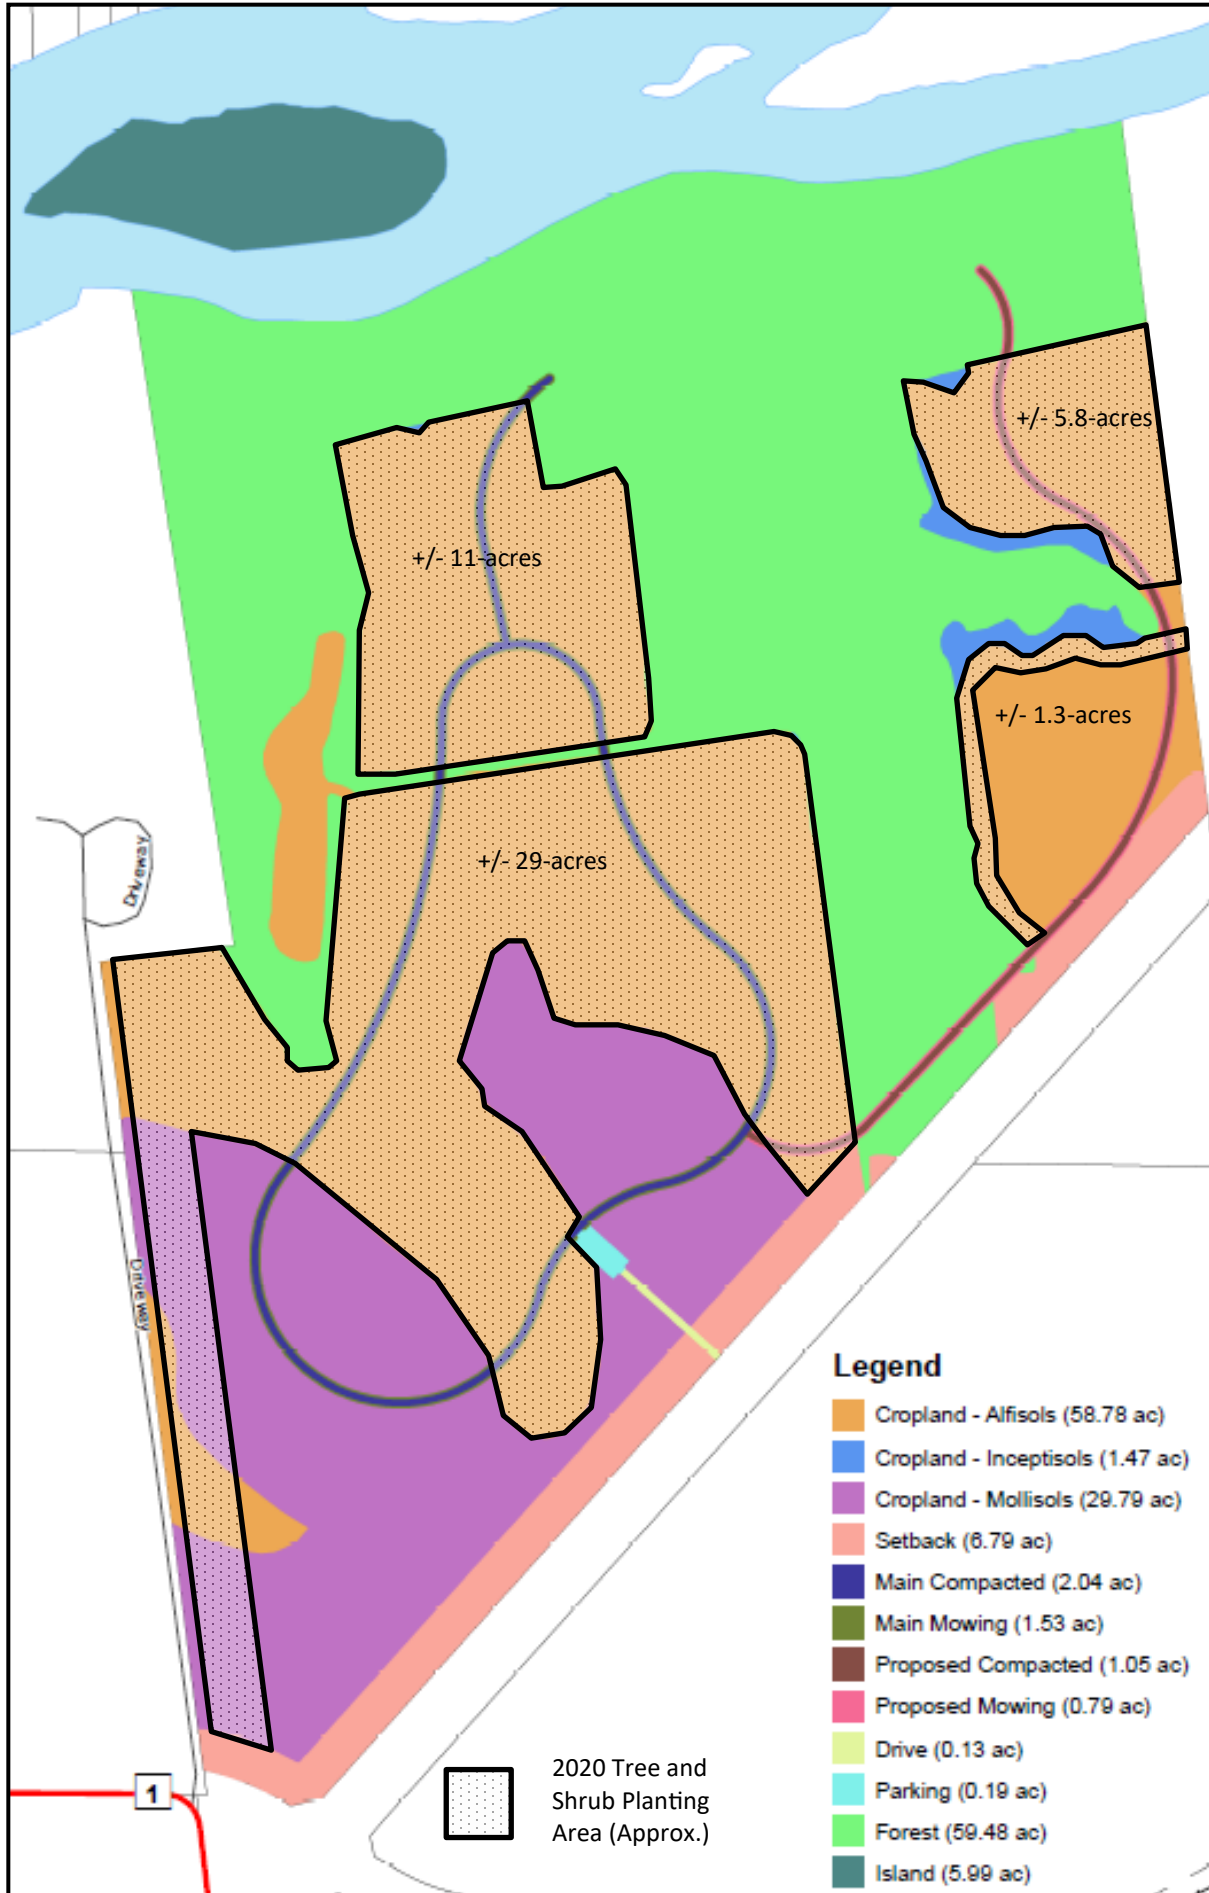 +/- 5.8-acres
+/- 11-acres
+/- 1.3-acres
Driveway
+/- 29-acres
Driveway
Legend
Cropland - Alfisols (58.78 ac)
Cropland - Inceptisols (1.47 ac)
Cropland - Mollisols (29.79 ac)
Setback (6.79 ac)
Main Compacted (2.04 ac)
Main Mowing (1.53 ac)
Proposed Compacted (1.05 ac)
Proposed Mowing (0.79 ac)
Drive (0.13 ac)
Parking (0.19 ac)
Forest (59.48 ac)
Island (5.99 ac)
2020 Tree and
Shrub Planting
Area (Approx.)
1